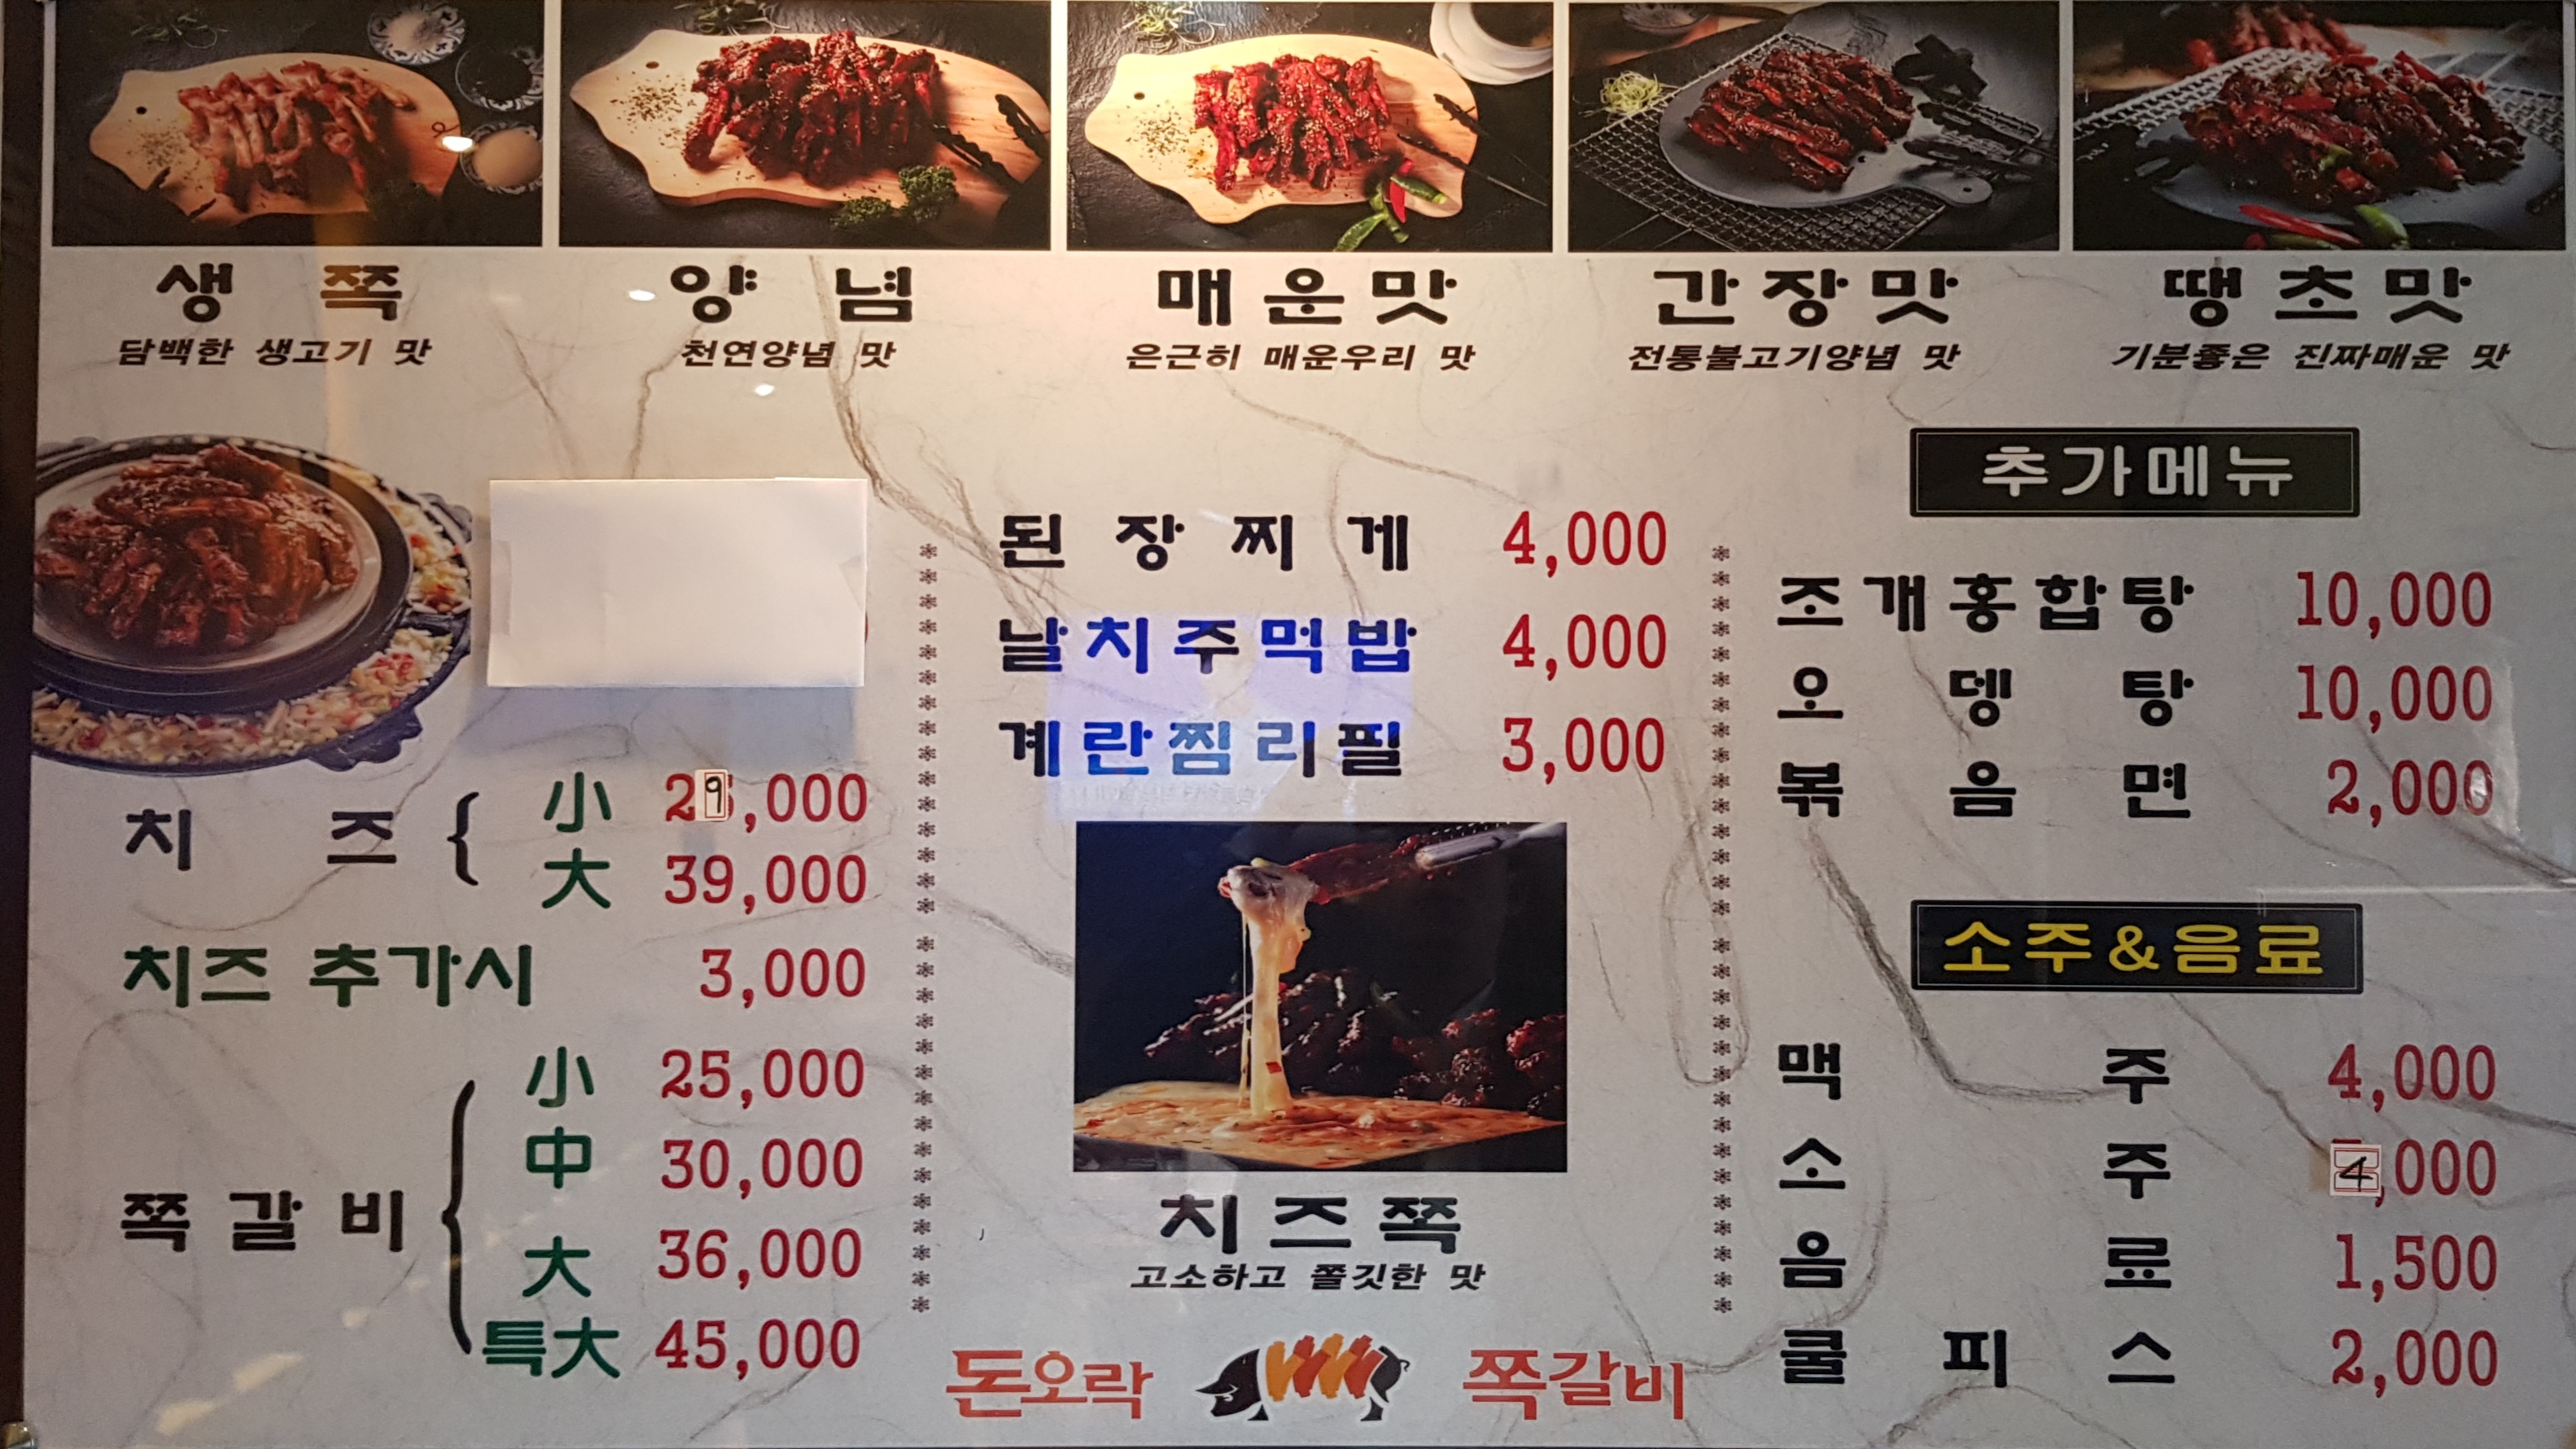 생 쪽
담백한 생고기 맛
양 념
천연양념 맛
매운맛
은근히 매운우리 맛
간장맛
전통불고기양념 맛
땡초맛
기분좋은 진짜매운 맛
치 즈 { 小 29,000
大 39,000
치즈 추가시 3,000
쪽갈비 { 小 25,000
中 30,000
大 36,000
특大 45,000
된장찌게 4,000
날치주먹밥 4,000
계란찜리필 3,000
치즈쪽
고소하고 쫄깃한 맛
돈오락 쪽갈비
추가메뉴
조개홍합탕 10,000
오뎅탕 10,000
볶음면 2,000
소주&음료
맥주 4,000
소주 4,000
음료 1,500
쿨피스 2,000